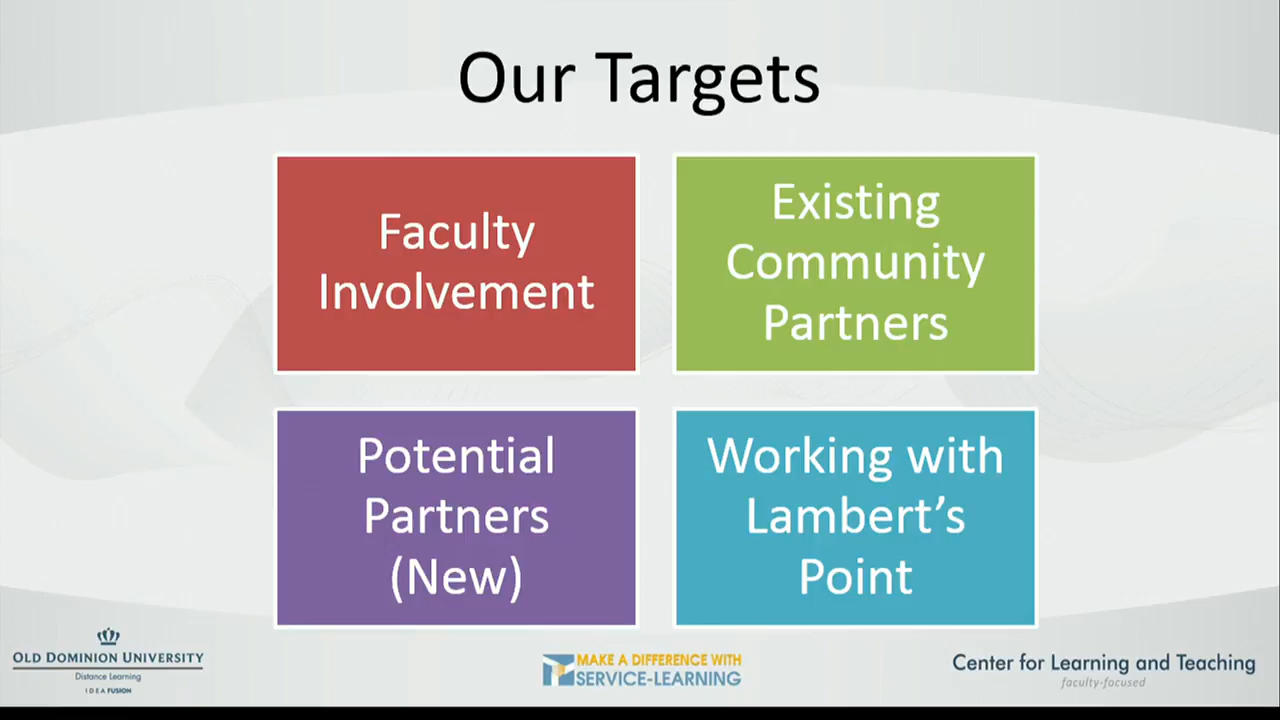 Our Targets
Faculty
Involvement
Existing
Community
Partners
Potential
Partners
(New)
Working with
Lambert’s
Point
OLD DOMINION UNIVERSITY
Distance Learning
IDEA FUSION
MAKE A DIFFERENCE WITH
SERVICE-LEARNING
Center for Learning and Teaching
faculty-focused